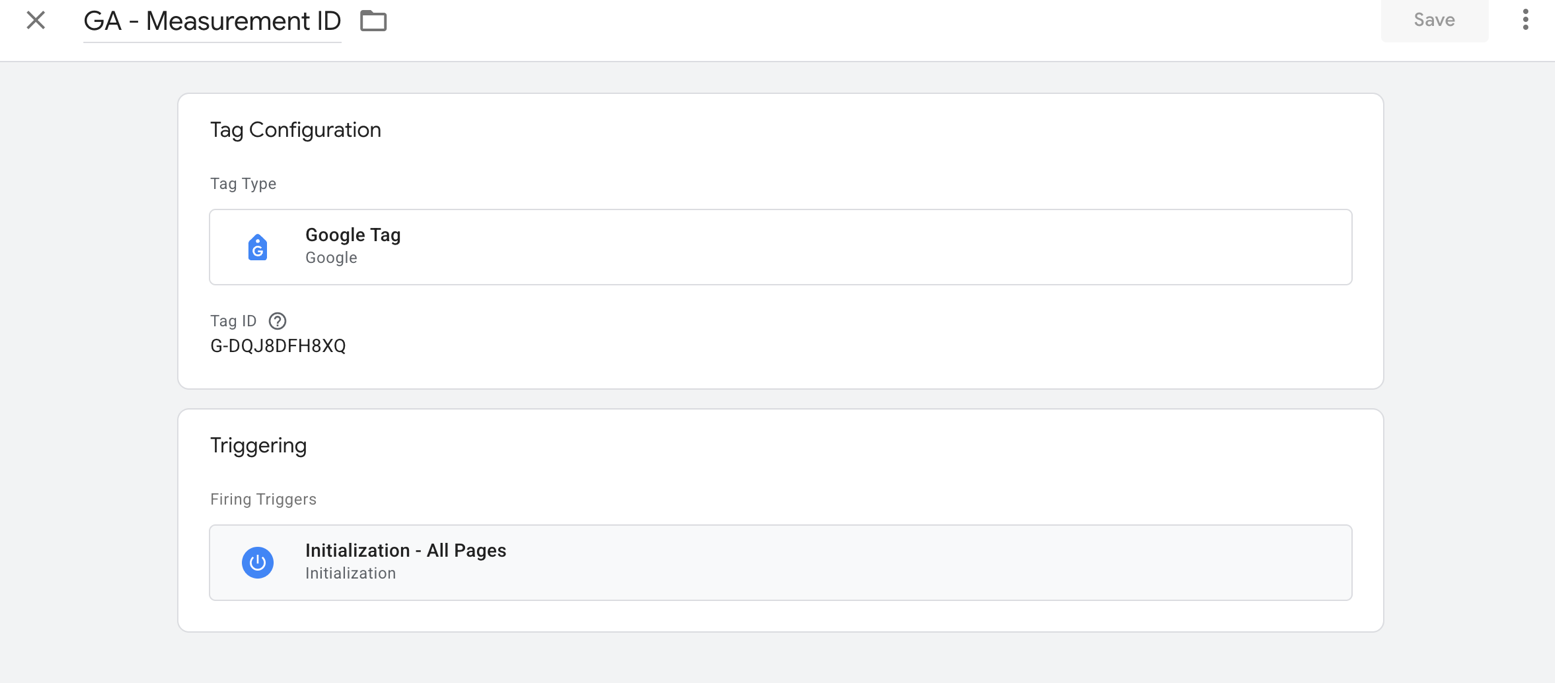 GA - Measurement ID
Save
Tag Configuration
Tag Type
G
Google Tag
Google
Tag ID
G-DQJ8DFH8XQ
Triggering
Firing Triggers
Initialization - All Pages
Initialization